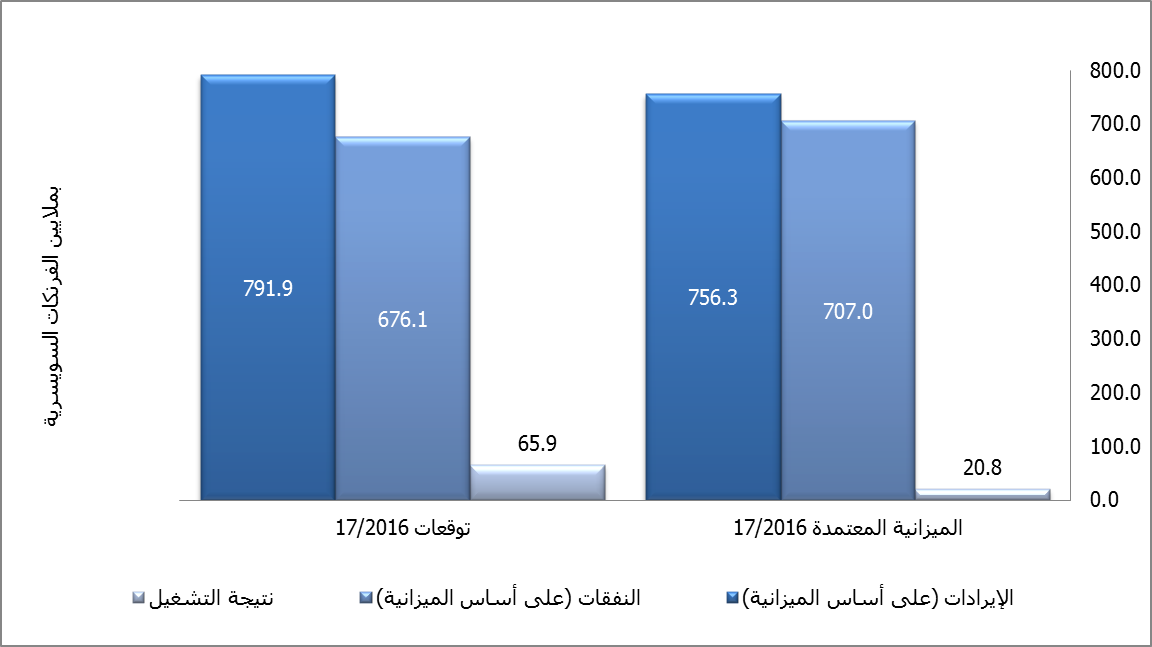 بملايين الفرنكات السويسرية
800.0
700.0
600.0
500.0
400.0
300.0
200.0
100.0
0.0
756.3
707.0
20.8
791.9
676.1
65.9
الميزانية المعتمدة 17/2016
توقعات 17/2016
الإيرادات (على أساس الميزانية)
النفقات (على أساس الميزانية)
نتيجة التشغيل